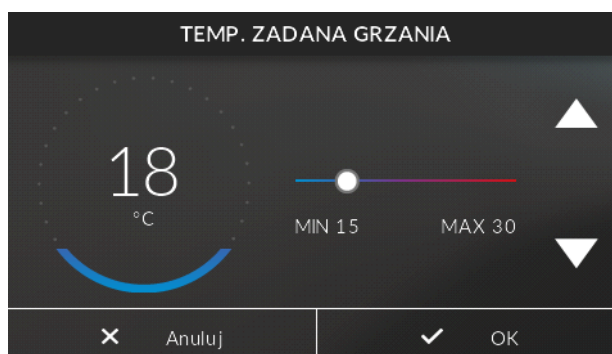 TEMP. ZADANA GRZANIA
18
°C
MIN 15 MAX 30
Anuluj OK